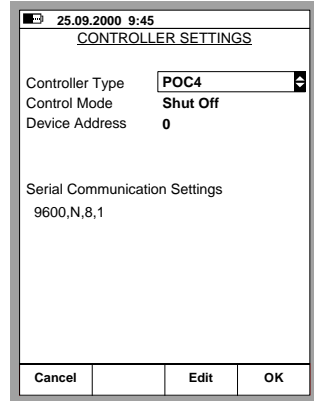 25.09.2000 9:45
CONTROLLER SETTINGS
Controller Type POC4
Control Mode Shut Off
Device Address 0
Serial Communication Settings
9600,N,8,1
Cancel Edit OK